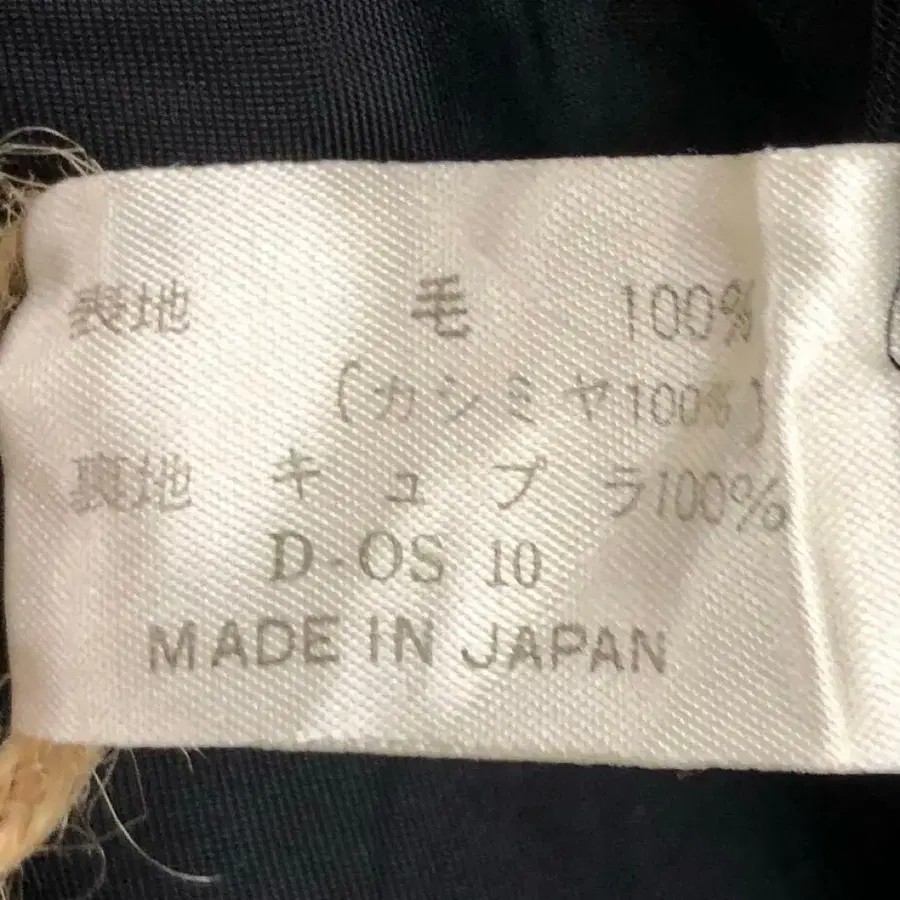 表地 毛 100%
(カシミヤ100%)
裏地 キュプラ100%
D-OS 10
MADE IN JAPAN